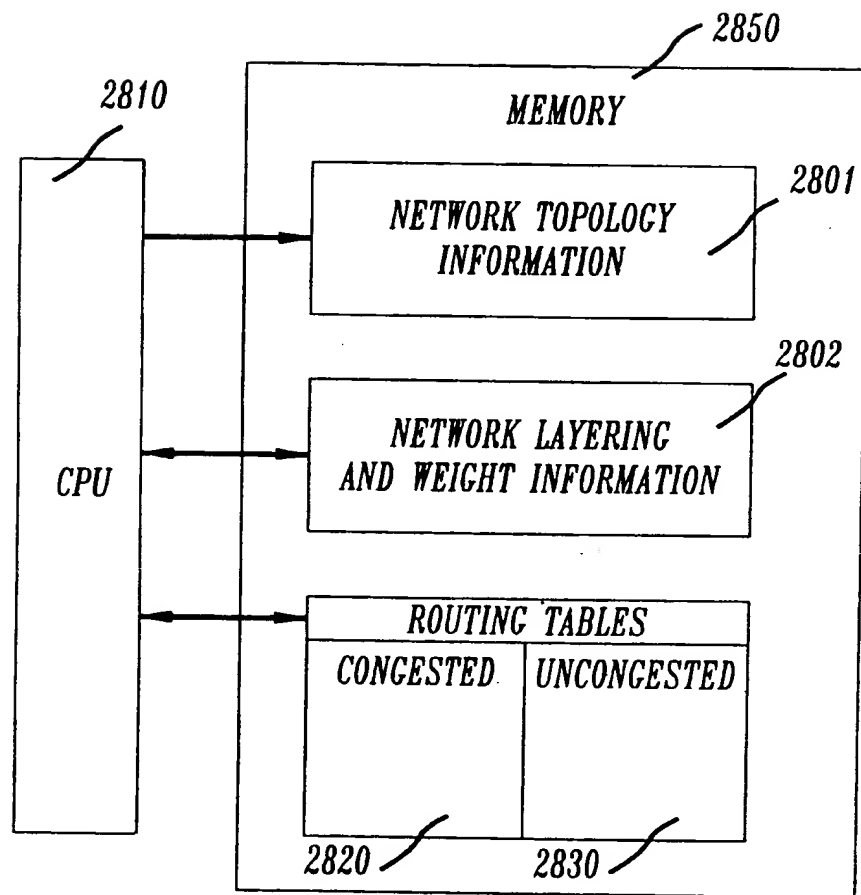 2850
2810
MEMORY
2801
NETWORK TOPOLOGY
INFORMATION
2802
NETWORK LAYERING
AND WEIGHT INFORMATION
CPU
ROUTING TABLES
CONGESTED
UNCONGESTED
2820
2830